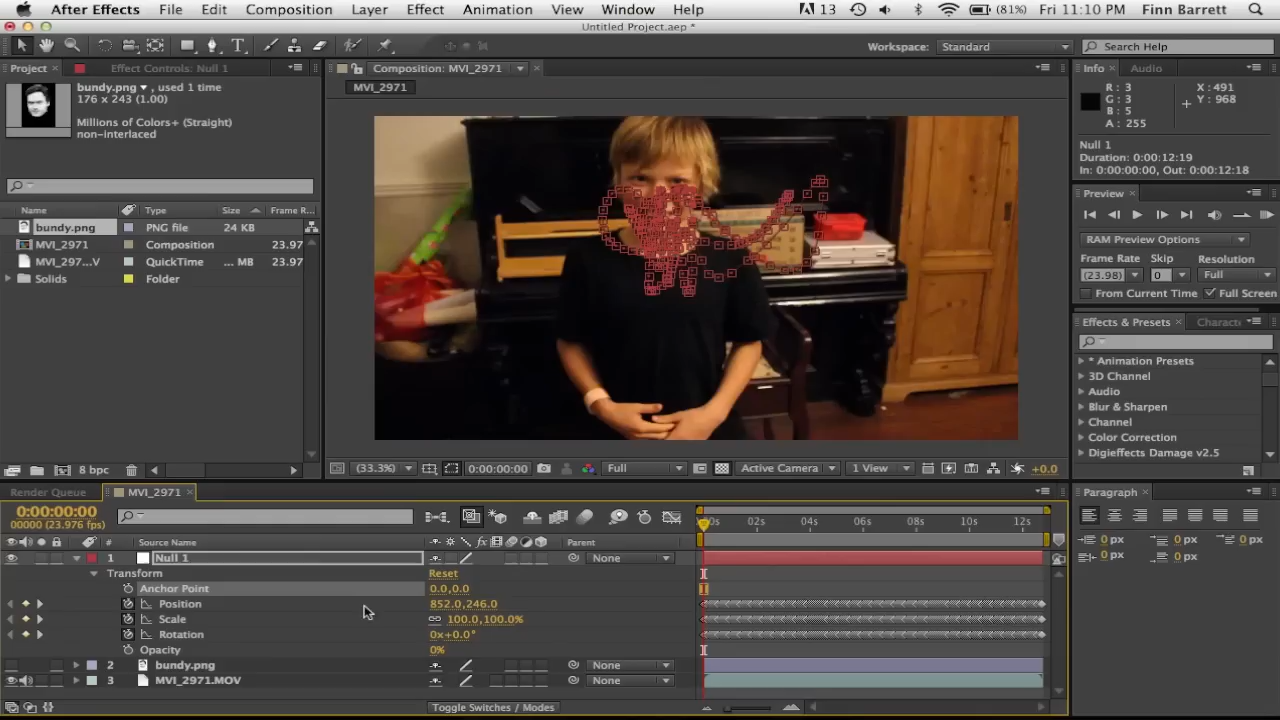 After Effects File Edit Composition Layer Effect Animation View Window Help 13 (81%) Fri 11:10 PM Finn Barrett
Untitled Project.aep *
Workspace: Standard Search Help
Project Effect Controls: Null 1 Composition: MVI_2971 Info Audio
bundy.png , used 1 time
176 x 243 (1.00)
Millions of Colors+ (Straight)
non-interlaced
MVI_2971
R : 3 X : 491
G : 3 Y : 968
B : 5
A : 255
Null 1
Duration: 0:00:12:19
In: 0:00:00:00, Out: 0:00:12:18
Preview
RAM Preview Options
Frame Rate Skip Resolution
(23.98) 0 Full
From Current Time Full Screen
Effects & Presets Charact
* Animation Presets
3D Channel
Audio
Blur & Sharpen
Channel
Color Correction
Digieffects Damage v2.5
Name Type Size Frame R...
bundy.png PNG file 24 KB
MVI_2971 Composition 23.97
MVI_297...V QuickTime ... MB 23.97
Solids Folder
8 bpc
(33.3%) 0:00:00:00 Full Active Camera 1 View +0.0
Render Queue MVI_2971
Paragraph
0:00:00:00
00000 (23.976 fps)
02s 04s 06s 08s 10s 12s
# Source Name Parent
1 Null 1 None
Transform Reset
Anchor Point 0.0,0.0
Position 852.0,246.0
Scale 100.0,100.0%
Rotation 0x+0.0°
Opacity 0%
2 bundy.png None
3 MVI_2971.MOV None
Toggle Switches / Modes
0 px 0 px 0 px
0 px 0 px